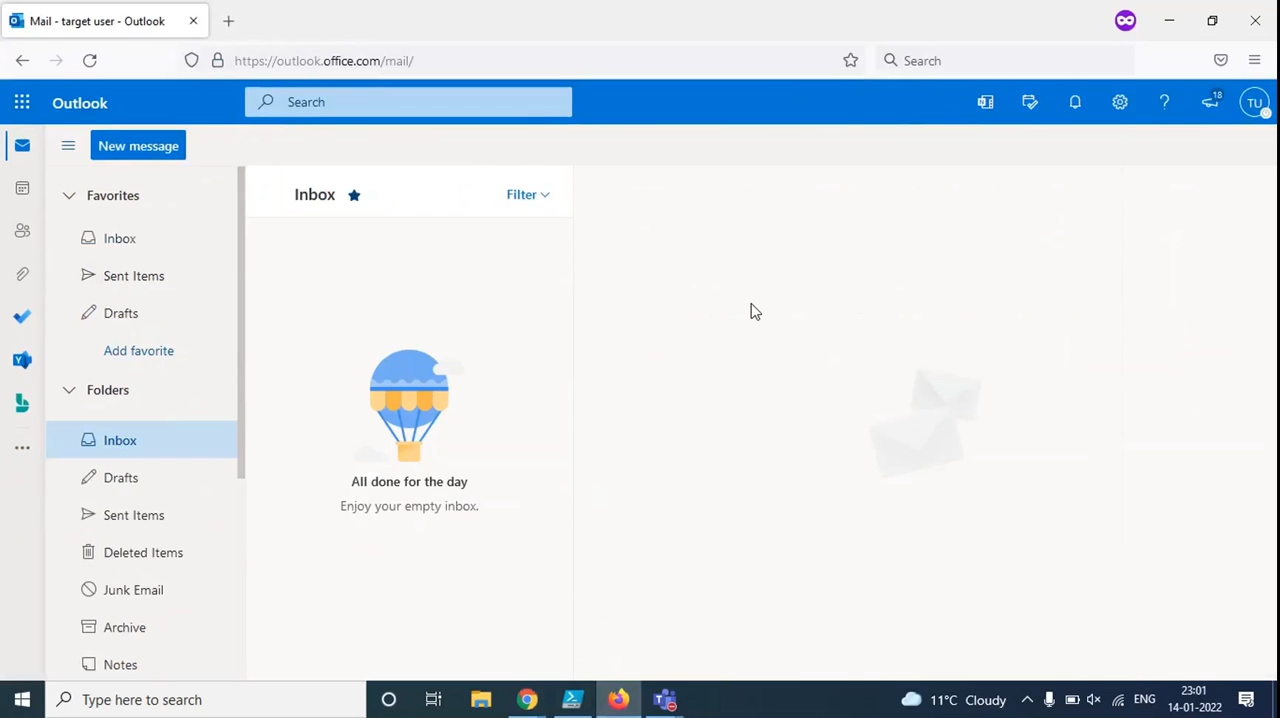 Mail - target user - Outlook
https://outlook.office.com/mail/
Search
Outlook
Search
18
TU
New message
Favorites
Inbox
Sent Items
Drafts
Add favorite
Folders
Inbox
Drafts
Sent Items
Deleted Items
Junk Email
Archive
Notes
Inbox
Filter
All done for the day
Enjoy your empty inbox.
Type here to search
11°C Cloudy
ENG
23:01
14-01-2022